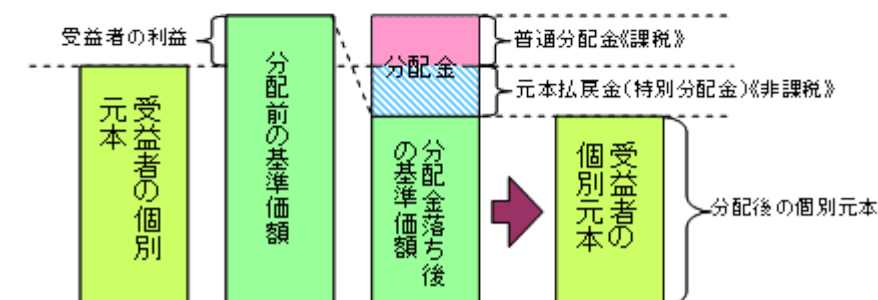 受益者の利益
受益者の個別
元本
分配前の基準価額
分配金
分配金落ち後
の基準価額
普通分配金《課税》
元本払戻金(特別分配金)《非課税》
受益者の
個別元本
分配後の個別元本